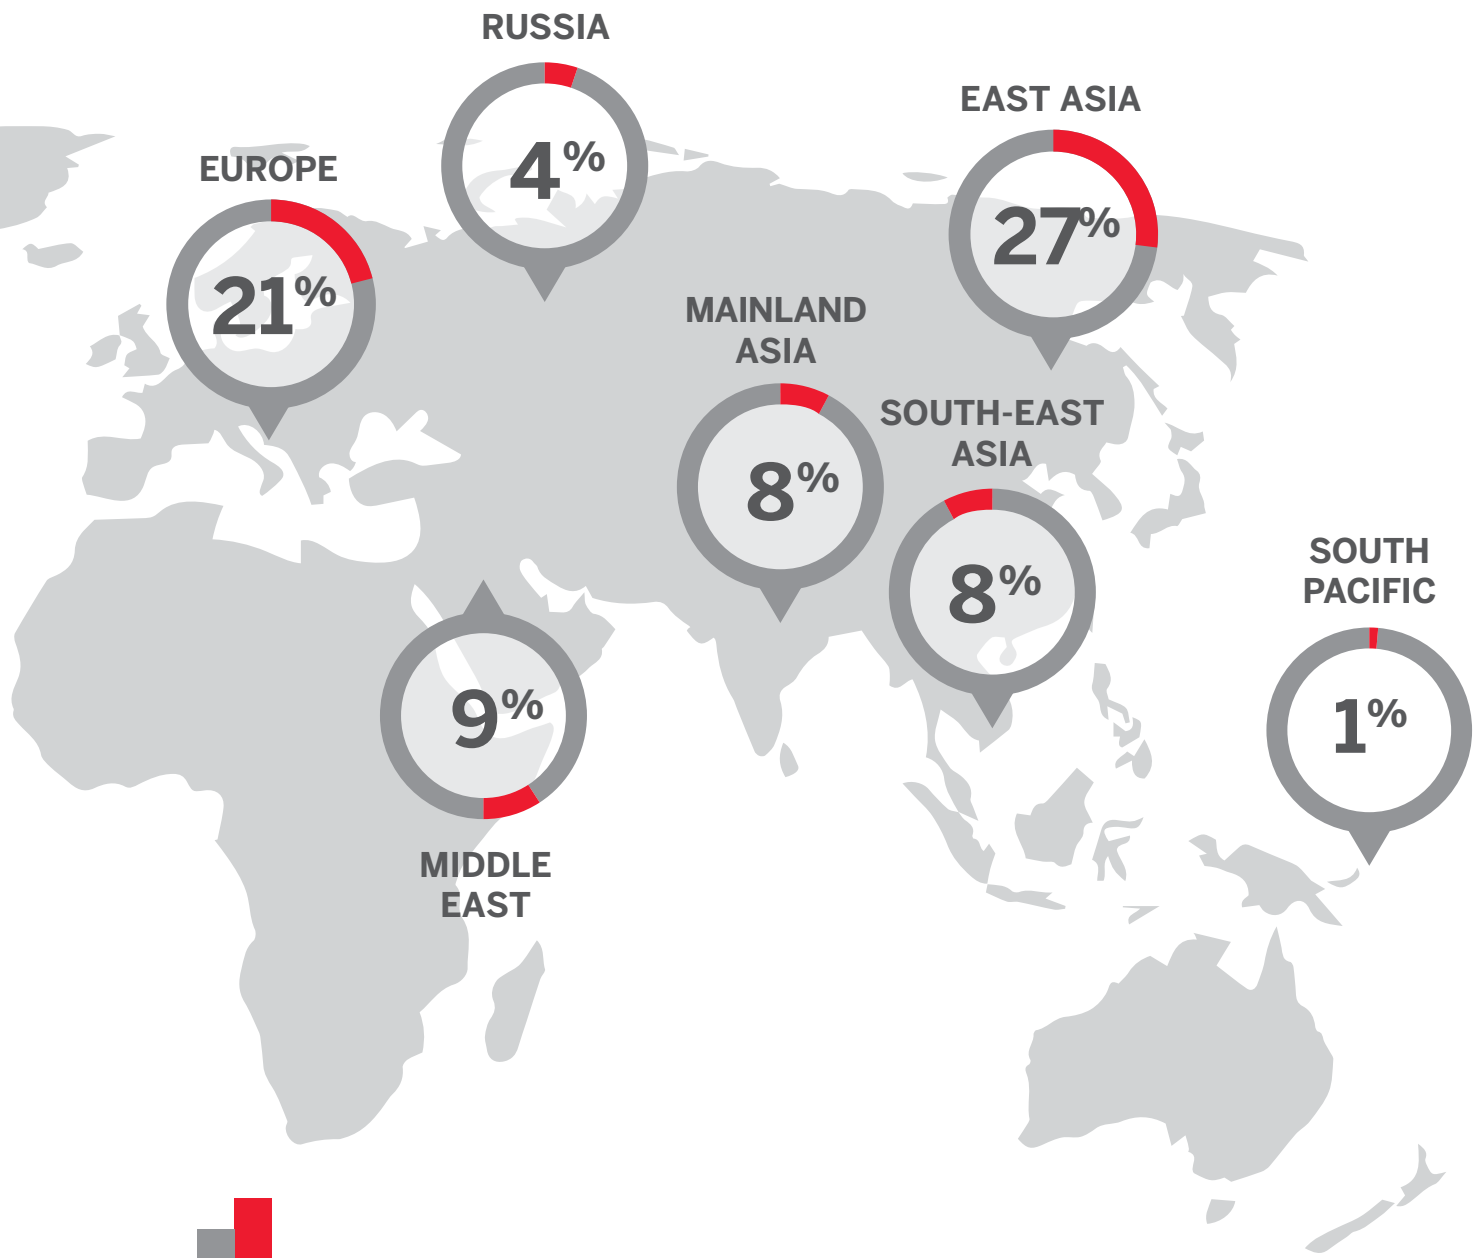 RUSSIA
4%
EAST ASIA
27%
EUROPE
21%
MAINLAND
ASIA
8%
SOUTH-EAST
ASIA
8%
SOUTH
PACIFIC
1%
9%
MIDDLE
EAST